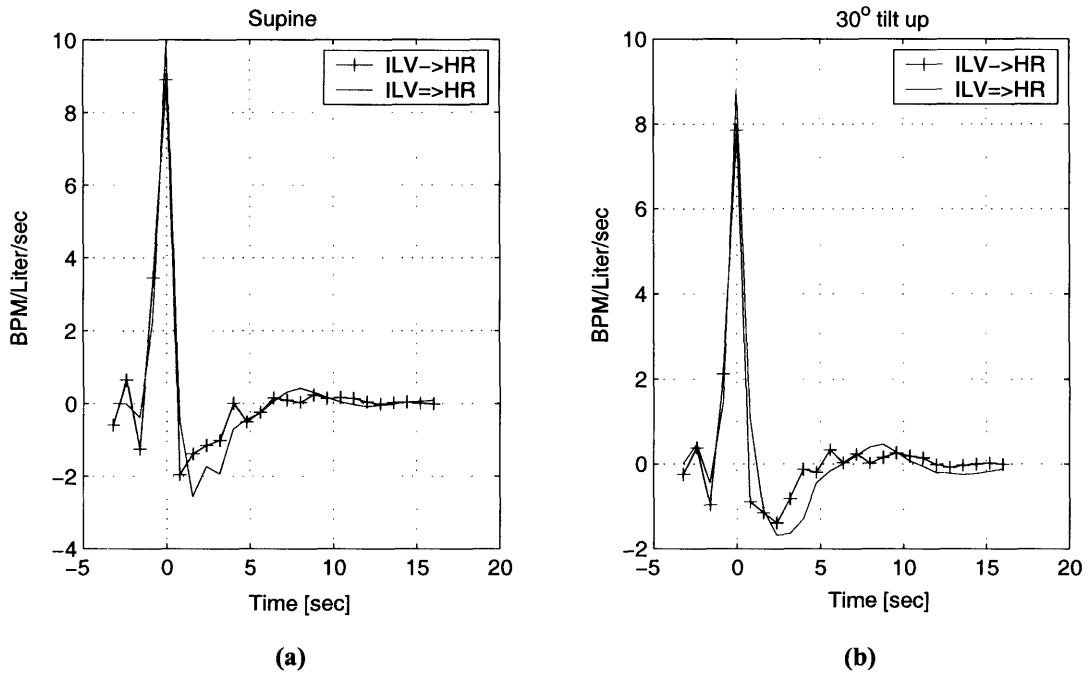 Supine
10
8
6
4
2
0
−2
−4
−5
0
5
10
15
20
BPM/Liter/sec
Time [sec]
ILV−>HR
ILV=>HR
(a)
30° tilt up
10
8
6
4
2
0
−2
−5
0
5
10
15
20
BPM/Liter/sec
Time [sec]
ILV−>HR
ILV=>HR
(b)